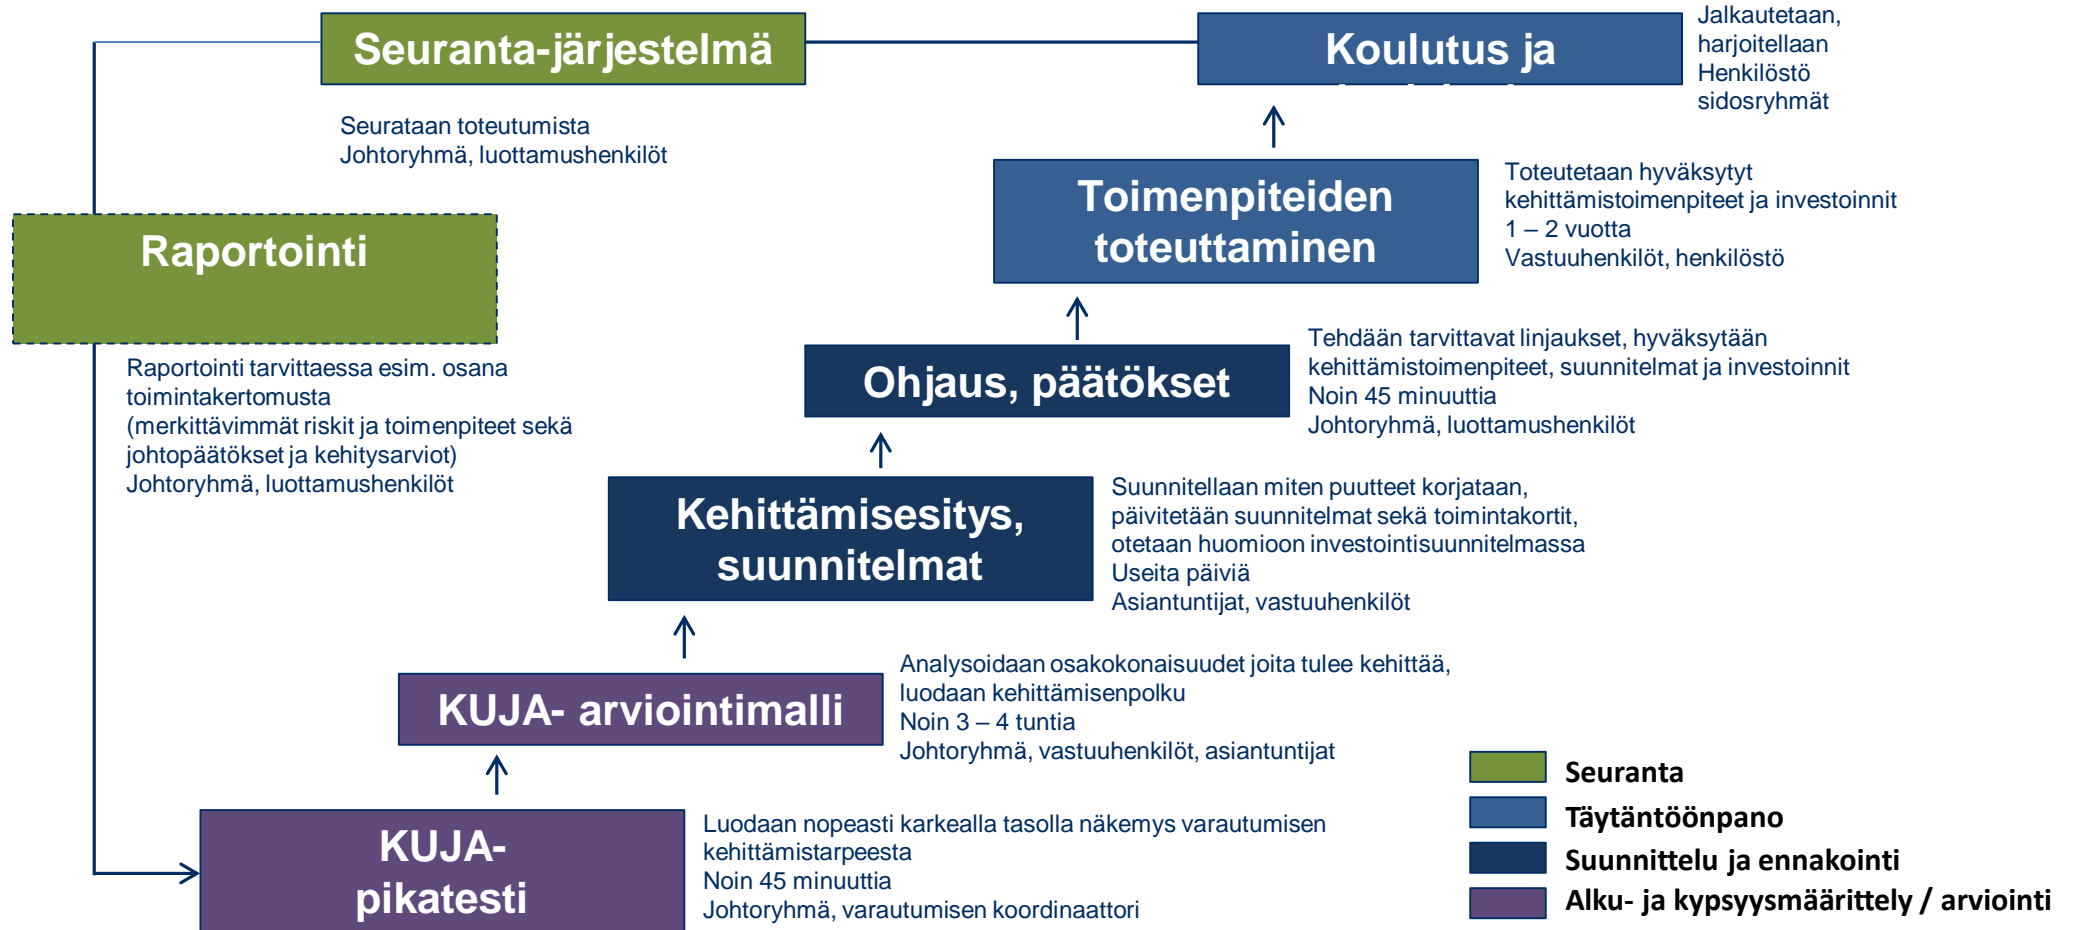 Seuranta-järjestelmä
Seurataan toteutumista
Johtoryhmä, luottamushenkilöt
Koulutus ja
Jalkautetaan,
harjoitellaan
Henkilöstö
sidosryhmät
Toimenpiteiden
toteuttaminen
Toteutetaan hyväksytyt
kehittämistoimenpiteet ja investoinnit
1 – 2 vuotta
Vastuuhenkilöt, henkilöstö
Raportointi
Raportointi tarvittaessa esim. osana
toimintakertomusta
(merkittävimmät riskit ja toimenpiteet sekä
johtopäätökset ja kehitysarviot)
Johtoryhmä, luottamushenkilöt
Ohjaus, päätökset
Tehdään tarvittavat linjaukset, hyväksytään
kehittämistoimenpiteet, suunnitelmat ja investoinnit
Noin 45 minuuttia
Johtoryhmä, luottamushenkilöt
Kehittämisesitys,
suunnitelmat
Suunnitellaan miten puutteet korjataan,
päivitetään suunnitelmat sekä toimintakortit,
otetaan huomioon investointisuunnitelmassa
Useita päiviä
Asiantuntijat, vastuuhenkilöt
KUJA- arviointimalli
Analysoidaan osakokonaisuudet joita tulee kehittää,
luodaan kehittämisenpolku
Noin 3 – 4 tuntia
Johtoryhmä, vastuuhenkilöt, asiantuntijat
KUJA-
pikatesti
Luodaan nopeasti karkealla tasolla näkemys varautumisen
kehittämistarpeesta
Noin 45 minuuttia
Johtoryhmä, varautumisen koordinaattori
Seuranta
Täytäntöönpano
Suunnittelu ja ennakointi
Alku- ja kypsyysmäärittely / arviointi